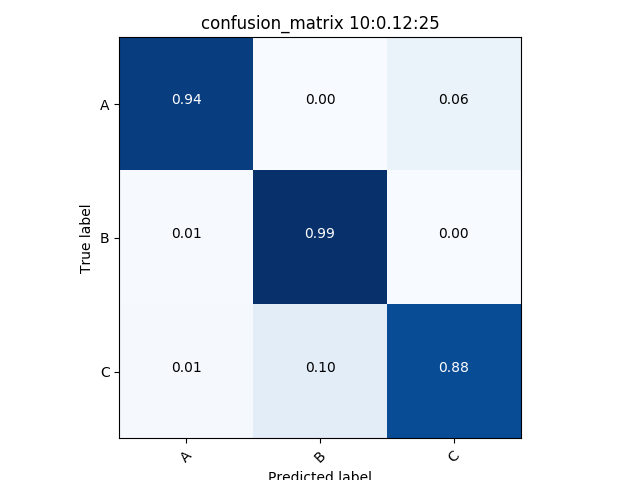 confusion_matrix 10:0.12:25
A 0.94 0.00 0.06
B 0.01 0.99 0.00
C 0.01 0.10 0.88
True label
A B C
Predicted label